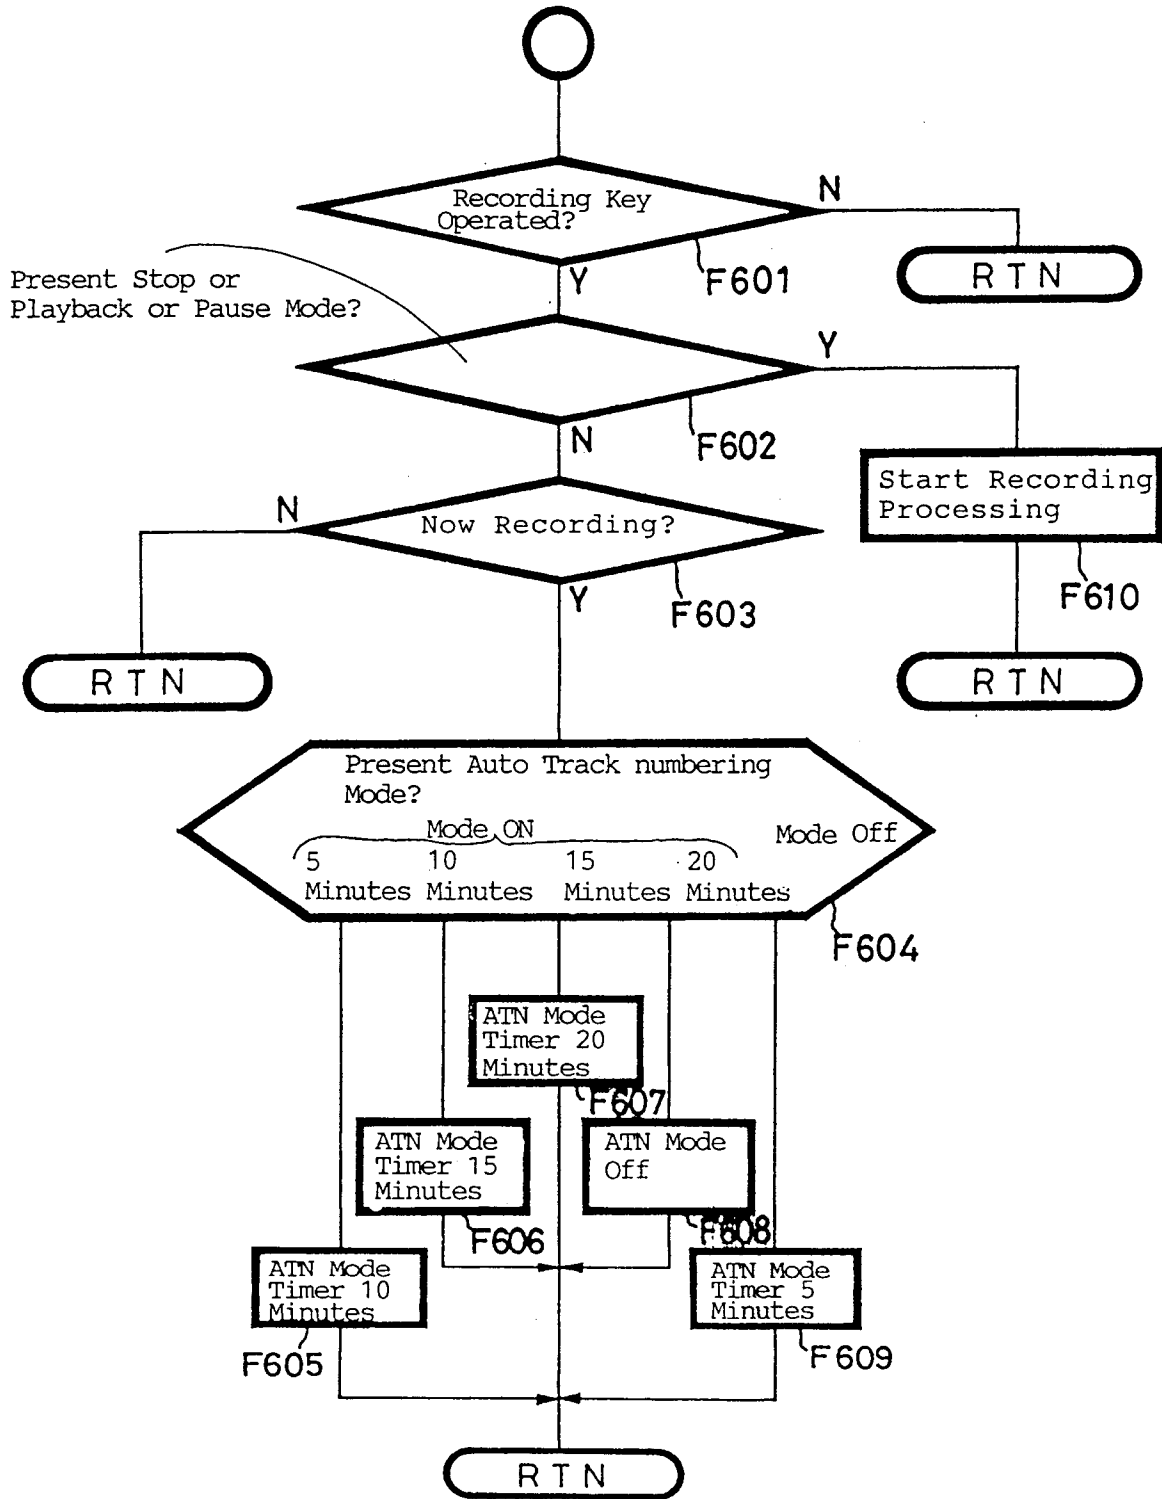 Recording Key
Operated?
N
F601
RTN
Y
Present Stop or
Playback or Pause Mode?
Y
F602
N
Start Recording
Processing
F610
N
Now Recording?
F603
Y
RTN
RTN
Present Auto Track numbering
Mode?
Mode ON
Mode Off
5 10 15 20
Minutes Minutes Minutes Minutes
F604
ATN Mode
Timer 20
Minutes
F607
ATN Mode
Timer 15
Minutes
F606
ATN Mode
Off
F608
ATN Mode
Timer 10
Minutes
F605
ATN Mode
Timer 5
Minutes
F609
RTN